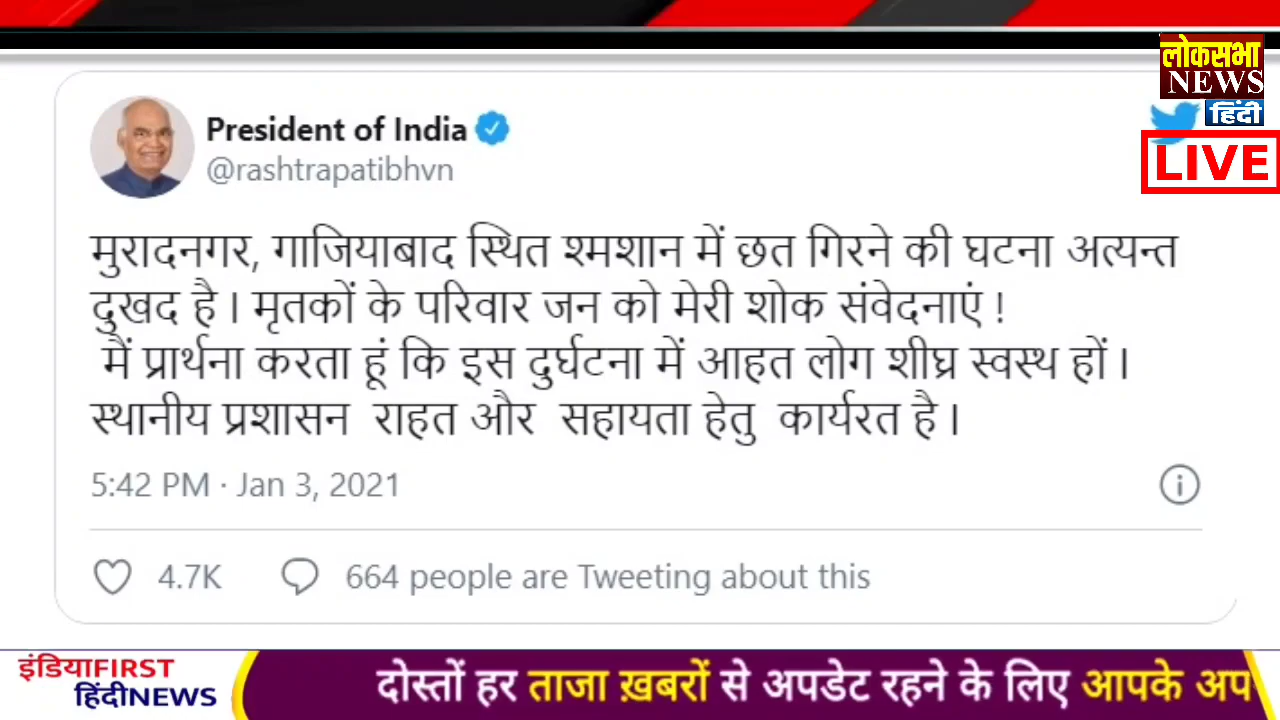 लोकसभा
NEWS
हिंदी
LIVE
President of India
@rashtrapatibhvn
मुरादनगर, गाजियाबाद स्थित श्मशान में छत गिरने की घटना अत्यन्त
दुखद है । मृतकों के परिवार जन को मेरी शोक संवेदनाएं !
मैं प्रार्थना करता हूं कि इस दुर्घटना में आहत लोग शीघ्र स्वस्थ हों ।
स्थानीय प्रशासन राहत और सहायता हेतु कार्यरत है ।
5:42 PM · Jan 3, 2021
4.7K 664 people are Tweeting about this
इंडियाFIRST
हिंदीNEWS
दोस्तों हर ताजा ख़बरों से अपडेट रहने के लिए आपके अप